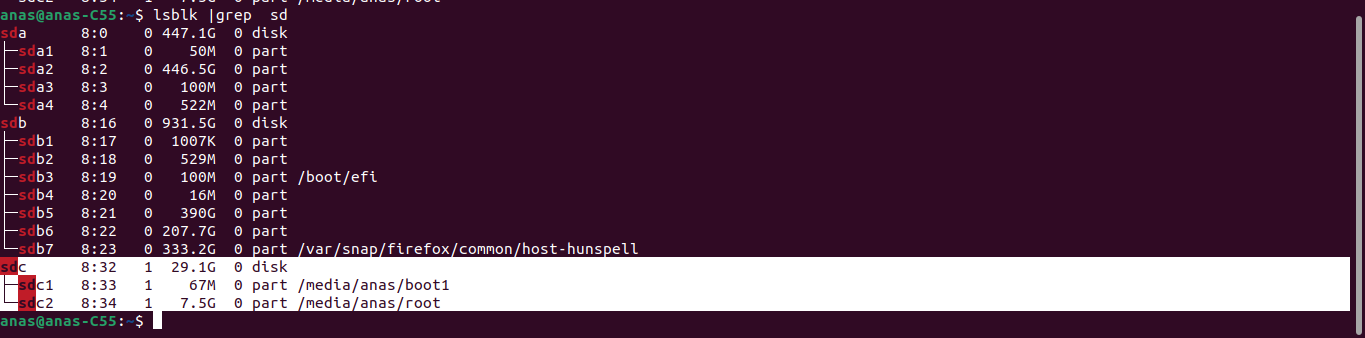 sdc2 8:34 1 7.5G 0 part /media/anas/root
anas@anas-C55:~$ lsblk |grep  sd
sda      8:0    0 447.1G  0 disk
├─sda1   8:1    0    50M  0 part
├─sda2   8:2    0 446.5G  0 part
├─sda3   8:3    0   100M  0 part
└─sda4   8:4    0   522M  0 part
sdb      8:16   0 931.5G  0 disk
├─sdb1   8:17   0  1007K  0 part
├─sdb2   8:18   0   529M  0 part
├─sdb3   8:19   0   100M  0 part /boot/efi
├─sdb4   8:20   0    16M  0 part
├─sdb5   8:21   0   390G  0 part
├─sdb6   8:22   0 207.7G  0 part
└─sdb7   8:23   0 333.2G  0 part /var/snap/firefox/common/host-hunspell
sdc      8:32   1  29.1G  0 disk
├─sdc1   8:33   1    67M  0 part /media/anas/boot1
└─sdc2   8:34   1   7.5G  0 part /media/anas/root
anas@anas-C55:~$